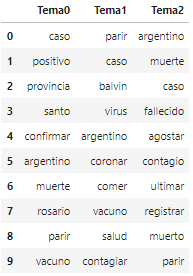 Tema0 Tema1 Tema2
0 caso parir argentino
1 positivo caso muerte
2 provincia balvin caso
3 santo virus fallecido
4 confirmar argentino agostar
5 argentino coronar contagio
6 muerte comer ultimar
7 rosario vacuno registrar
8 parir salud muerto
9 vacuno contagiar parir